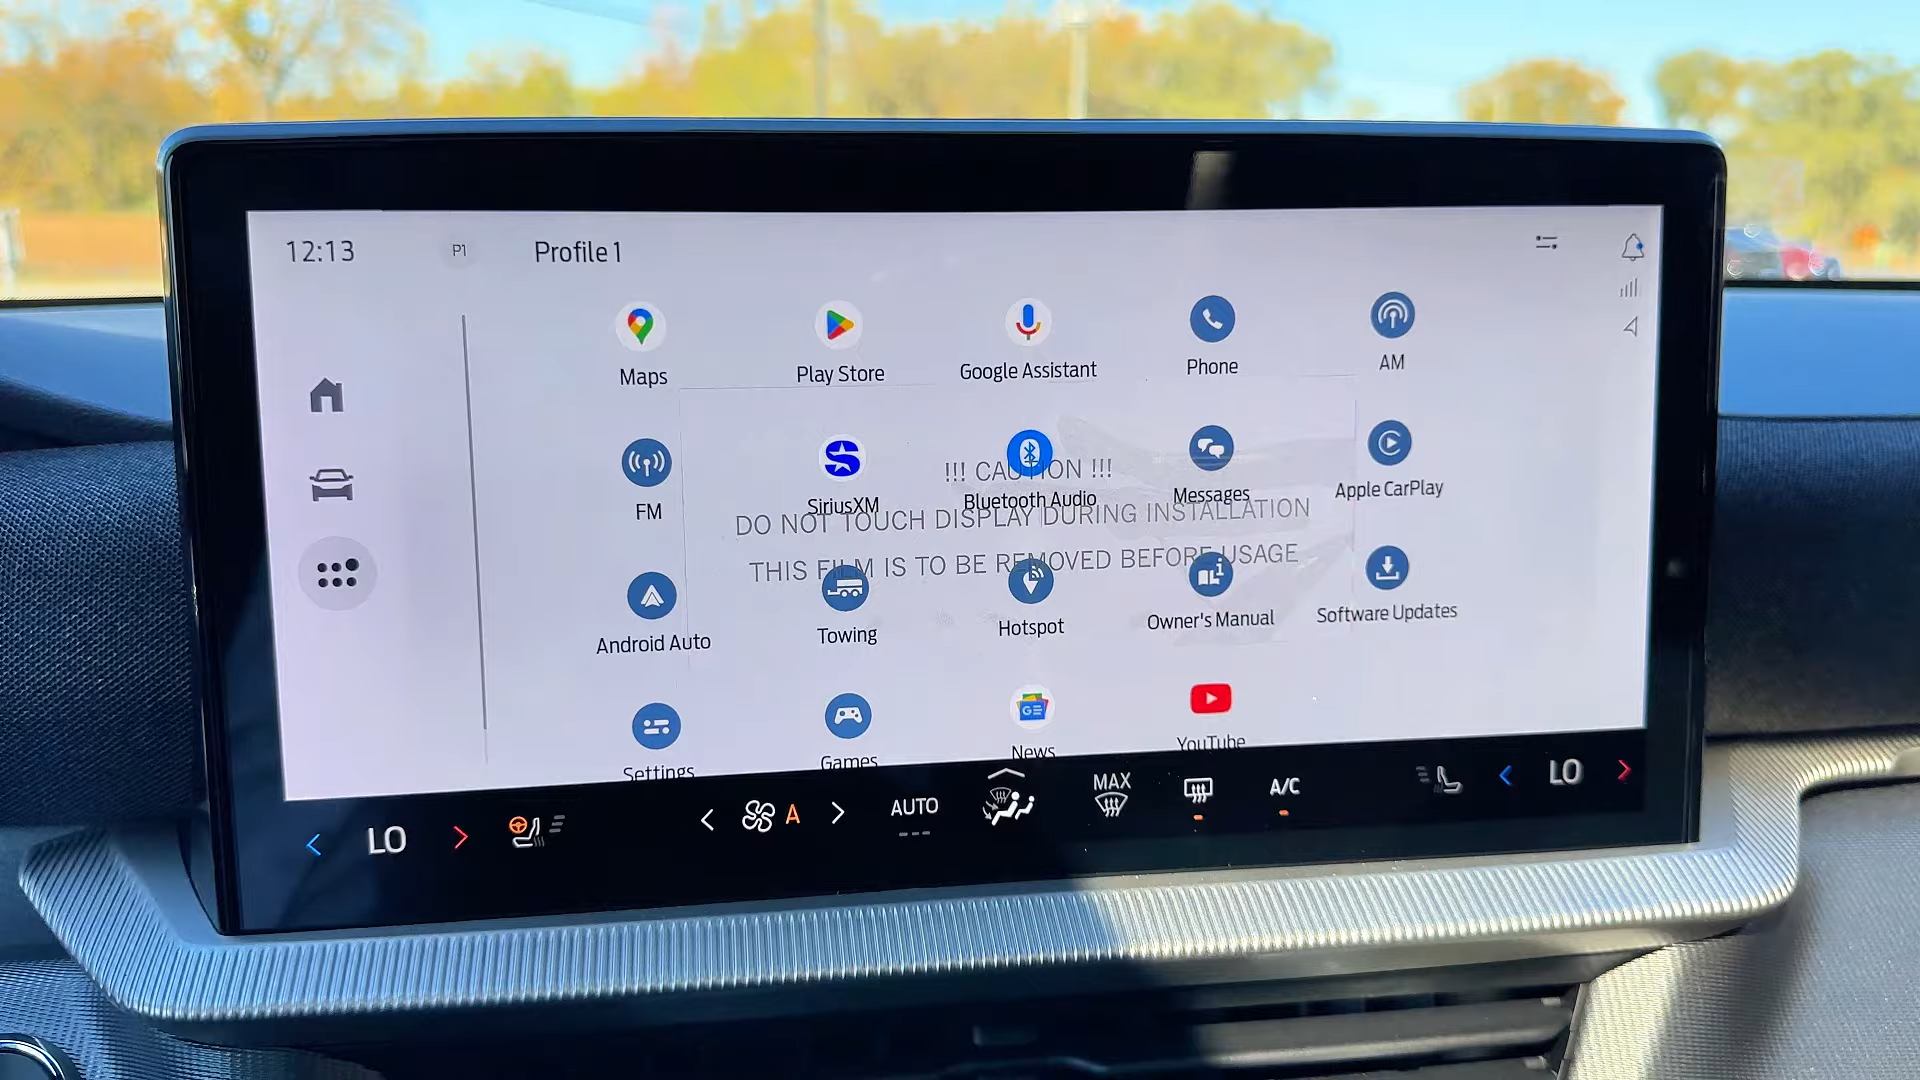 12:13 P1 Profile 1
Maps Play Store Google Assistant Phone AM
FM SiriusXM Bluetooth Audio Messages Apple CarPlay
!!! CAUTION !!!
DO NOT TOUCH DISPLAY DURING INSTALLATION
THIS FILM IS TO BE REMOVED BEFORE USAGE
Android Auto Towing Hotspot Owner's Manual Software Updates
Settings Games News YouTube
LO A AUTO MAX A/C LO